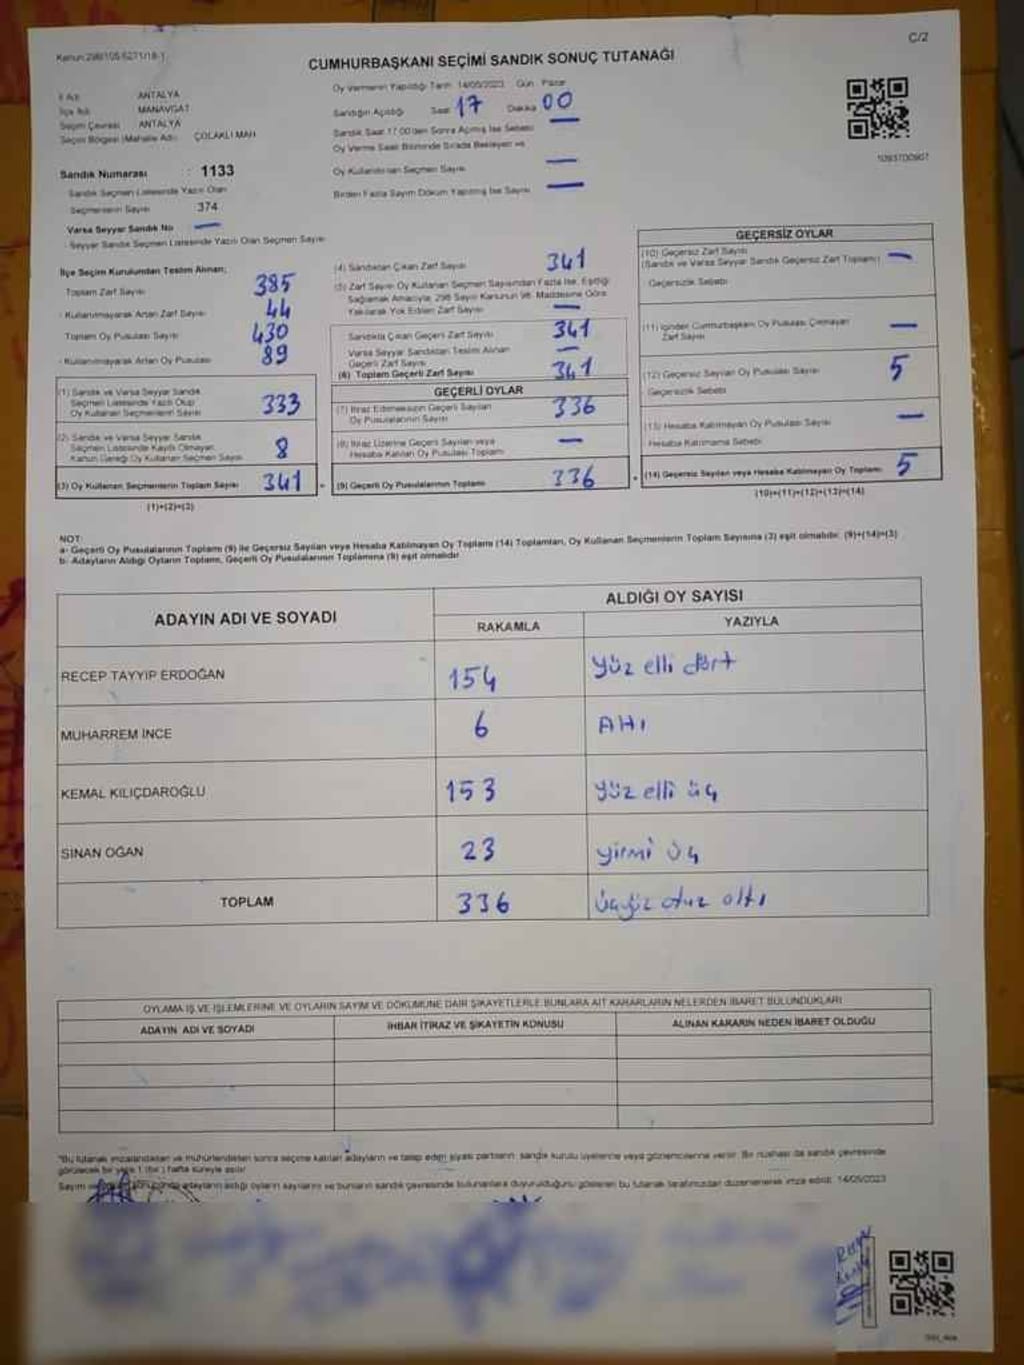 C/2
Kanun:298/105 6271/18-1
CUMHURBAŞKANI SEÇİMİ SANDIK SONUÇ TUTANAĞI
İl Adı : ANTALYA
İlçe Adı : MANAVGAT
Seçim Çevresi : ANTALYA
Seçim Bölgesi (Mahalle Adı) : ÇOLAKLI MAH
Sandık Numarası : 1133
Sandık Seçmen Listesinde Yazılı Olan
Seçmenlerin Sayısı 374
Varsa Seyyar Sandık No —
- Seyyar Sandık Seçmen Listesinde Yazılı Olan Seçmen Sayısı
Oy Vermenin Yapıldığı Tarih 14/05/2023 Gün Pazar
Sandığın Açıldığı Saat 17 Dakika 00
Sandık Saat 17:00'den Sonra Açılmış İse Sebebi —
Oy Verme Saati Bitiminde Sırada Bekleyen ve
Oy Kullandırılan Seçmen Sayısı —
Birden Fazla Sayım Döküm Yapılmış İse Sayısı —
1093700907
İlçe Seçim Kurulundan Teslim Alınan;
Toplam Zarf Sayısı 385
- Kullanılmayarak Artan Zarf Sayısı 44
Toplam Oy Pusulası Sayısı 430
- Kullanılmayarak Artan Oy Pusulası 89
(1) Sandık ve Varsa Seyyar Sandık
Seçmen Listesinde Yazılı Olup
Oy Kullanan Seçmenlerin Sayısı 333
(2) Sandık ve Varsa Seyyar Sandık
Seçmen Listesinde Kayıtlı Olmayan
Kanun Gereği Oy Kullanan Seçmen Sayısı 8
(3) Oy Kullanan Seçmenlerin Toplam Sayısı 341
(1)+(2)=(3)
(4) Sandıktan Çıkan Zarf Sayısı 341
(5) Zarf Sayısı Oy Kullanan Seçmen Sayısından Fazla İse, Eşitliği
Sağlamak Amacıyla, 298 Sayılı Kanunun 98. Maddesine Göre
Yakılarak Yok Edilen Zarf Sayısı —
Sandıkta Çıkan Geçerli Zarf Sayısı 341
Varsa Seyyar Sandıktan Teslim Alınan
Geçerli Zarf Sayısı —
(6) Toplam Geçerli Zarf Sayısı 341
GEÇERLİ OYLAR
(7) İtiraz Edilmeksizin Geçerli Sayılan
Oy Pusulalarının Sayısı 336
(8) İtiraz Üzerine Geçerli Sayılan veya
Hesaba Katılan Oy Pusulası Toplamı —
(9) Geçerli Oy Pusulalarının Toplamı 336
GEÇERSİZ OYLAR
(10) Geçersiz Zarf Sayısı
(Sandık ve Varsa Seyyar Sandık Geçersiz Zarf Toplamı) —
Geçersizlik Sebebi
(11) İçinden Cumhurbaşkanı Oy Pusulası Çıkmayan
Zarf Sayısı —
(12) Geçersiz Sayılan Oy Pusulası Sayısı 5
Geçersizlik Sebebi
(13) Hesaba Katılmayan Oy Pusulası Sayısı —
Hesaba Katılmama Sebebi
(14) Geçersiz Sayılan veya Hesaba Katılmayan Oy Toplamı 5
(10)+(11)+(12)+(13)=(14)
NOT:
a- Geçerli Oy Pusulalarının Toplamı (9) ile Geçersiz Sayılan veya Hesaba Katılmayan Oy Toplamı (14) Toplamları, Oy Kullanan Seçmenlerin Toplam Sayısına (3) eşit olmalıdır. (9)+(14)=(3)
b- Adayların Aldığı Oyların Toplamı, Geçerli Oy Pusulalarının Toplamına (9) eşit olmalıdır
ADAYIN ADI VE SOYADI
ALDIĞI OY SAYISI
RAKAMLA YAZIYLA
RECEP TAYYİP ERDOĞAN 154 yüz elli dört
MUHARREM İNCE 6 AHI
KEMAL KILIÇDAROĞLU 153 yüz elli üç
SİNAN OĞAN 23 yirmi üç
TOPLAM 336 üçyüz otuz altı
OYLAMA İŞ VE İŞLEMLERİNE VE OYLARIN SAYIM VE DÖKÜMÜNE DAİR ŞİKAYETLERLE BUNLARA AİT KARARLARIN NELERDEN İBARET BULUNDUKLARI
ADAYIN ADI VE SOYADI İHBAR İTİRAZ VE ŞİKAYETİN KONUSU ALINAN KARARIN NEDEN İBARET OLDUĞU
"Bu tutanak imzalandıktan ve mühürlendikten sonra seçime katılan adayların ve talep eden siyasi partilerin sandık kurulu üyelerine veya gözlemcilerine verilir. Bir nüshası da sandık çevresinde
görülecek bir yere 1 (bir) hafta süreyle asılır.
adayların aldığı oyların sayılarını ve bunların sandık çevresinde bulunanlara duyurulduğunu gösteren bu tutanak tarafımızdan düzenlenerek imza edildi. 14/05/2023